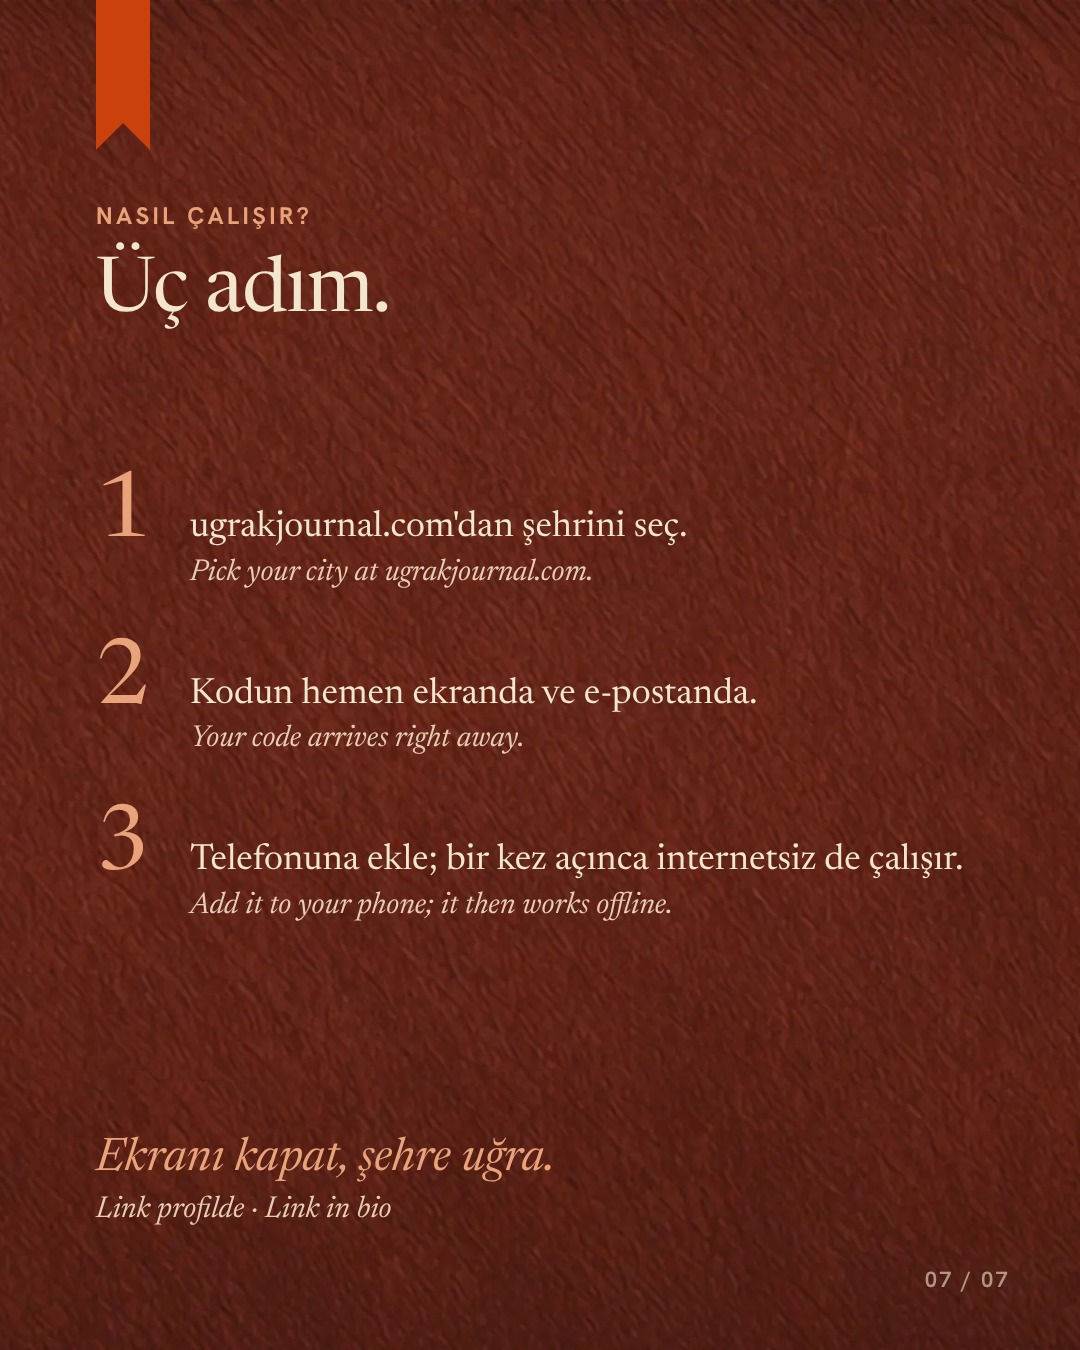 NASIL ÇALIŞIR?
Üç adım.
1
ugrakjournal.com'dan şehrini seç.
Pick your city at ugrakjournal.com.
2
Kodun hemen ekranda ve e-postanda.
Your code arrives right away.
3
Telefonuna ekle; bir kez açınca internetsiz de çalışır.
Add it to your phone; it then works offline.
Ekranı kapat, şehre uğra.
Link profilde · Link in bio
07 / 07